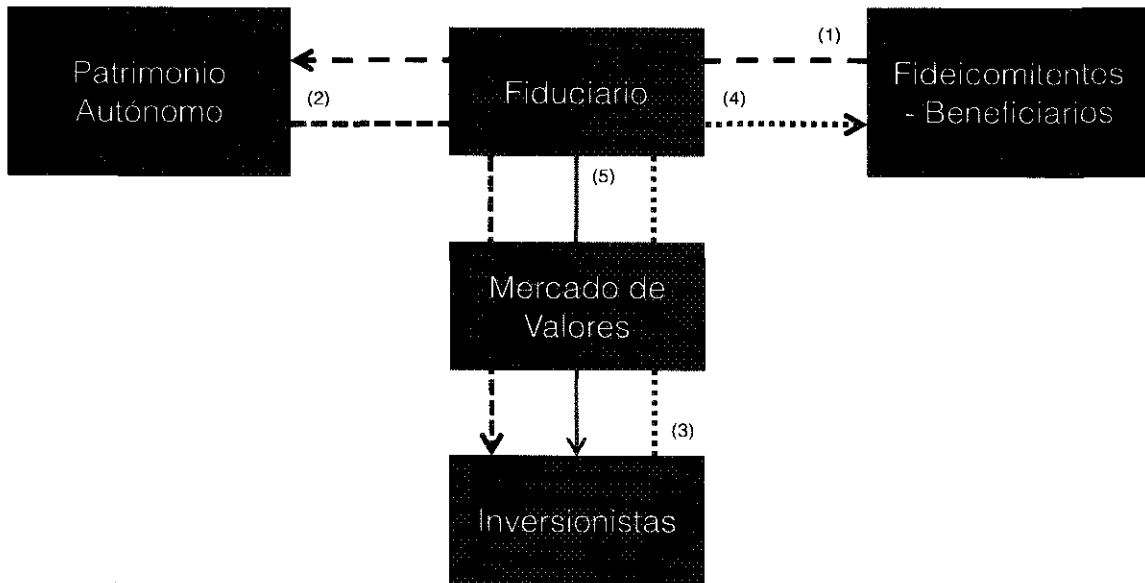 Patrimonio
Autónomo
(2)
Fiduciario
(1)
(4)
Fideicomitentes
- Beneficiarios
(5)
Mercado de
Valores
(3)
Inversionistas